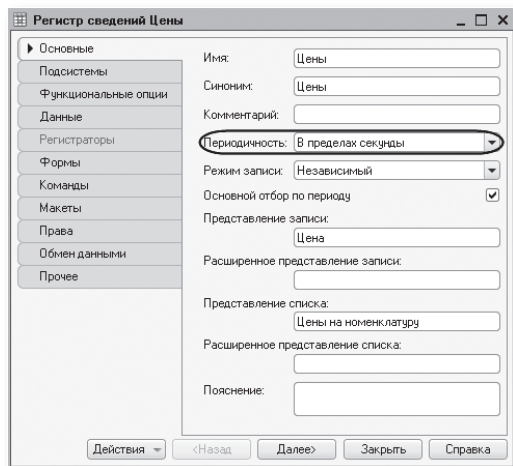 Регистр сведений Цены
Основные
Подсистемы
Функциональные опции
Данные
Регистраторы
Формы
Команды
Макеты
Права
Обмен данными
Прочее
Имя: Цены
Синоним: Цены
Комментарий:
Периодичность: В пределах секунды
Режим записи: Независимый
Основной отбор по периоду
Представление записи:
Цена
Расширенное представление записи:
Представление списка:
Цены на номенклатуру
Расширенное представление списка:
Пояснение:
Действия <Назад Далее> Закрыть Справка